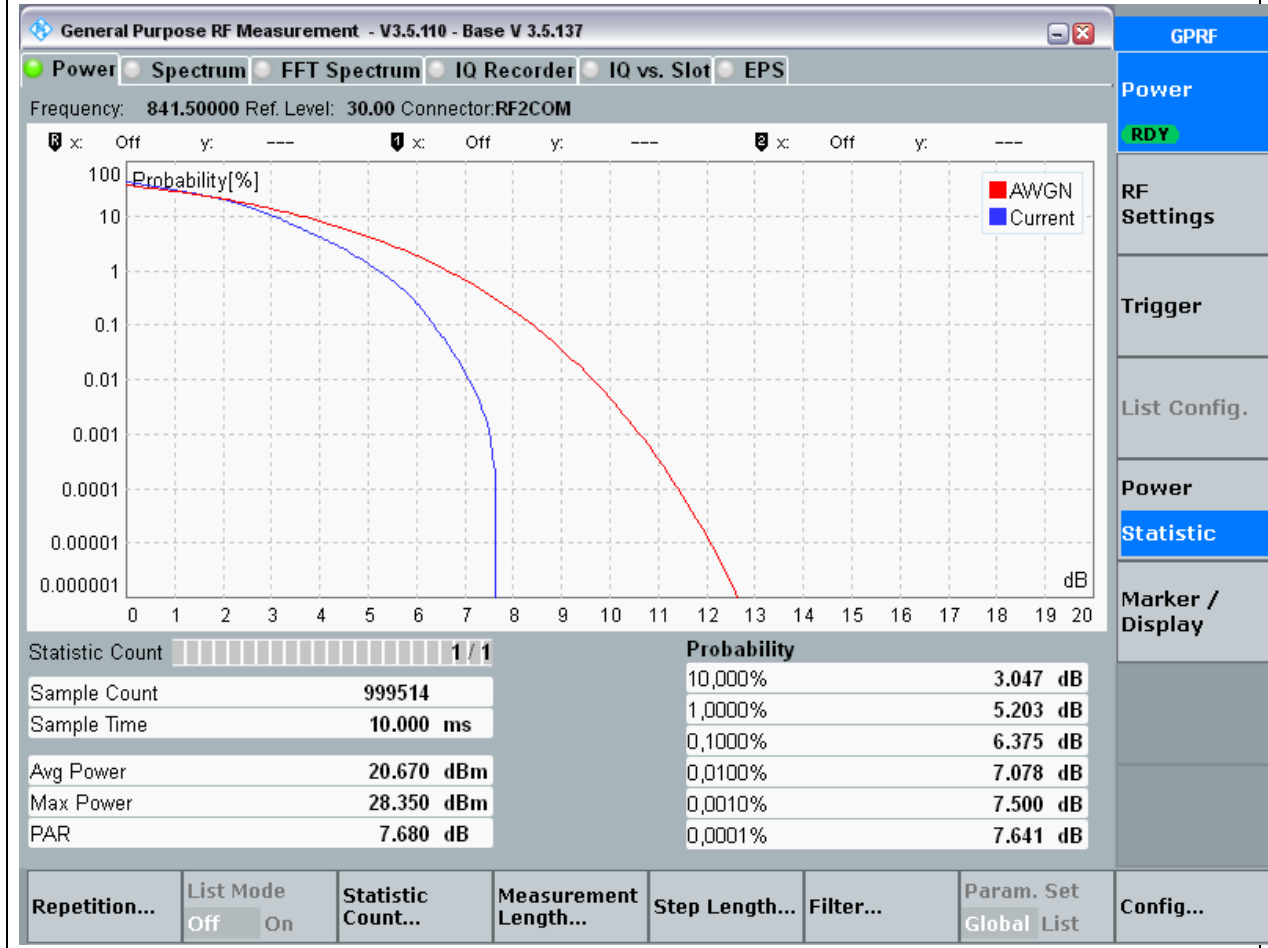 General Purpose RF Measurement - V3.5.110 - Base V 3.5.137
GPRF
Power Spectrum FFT Spectrum IQ Recorder IQ vs. Slot EPS
Frequency: 841.50000 Ref. Level: 30.00 Connector:RF2COM
R x: Off y: --- 1 x: Off y: --- 2 x: Off y: ---
Probability[%]
AWGN
Current
100
10
1
0.1
0.01
0.001
0.0001
0.00001
0.000001
dB
0 1 2 3 4 5 6 7 8 9 10 11 12 13 14 15 16 17 18 19 20
Statistic Count 1 / 1
Sample Count 999514
Sample Time 10.000 ms
Avg Power 20.670 dBm
Max Power 28.350 dBm
PAR 7.680 dB
Probability
10,000% 3.047 dB
1,0000% 5.203 dB
0,1000% 6.375 dB
0,0100% 7.078 dB
0,0010% 7.500 dB
0,0001% 7.641 dB
Power
RDY
RF
Settings
Trigger
List Config.
Power
Statistic
Marker /
Display
Repetition...
List Mode
Off On
Statistic
Count...
Measurement
Length...
Step Length...
Filter...
Param. Set
Global List
Config...